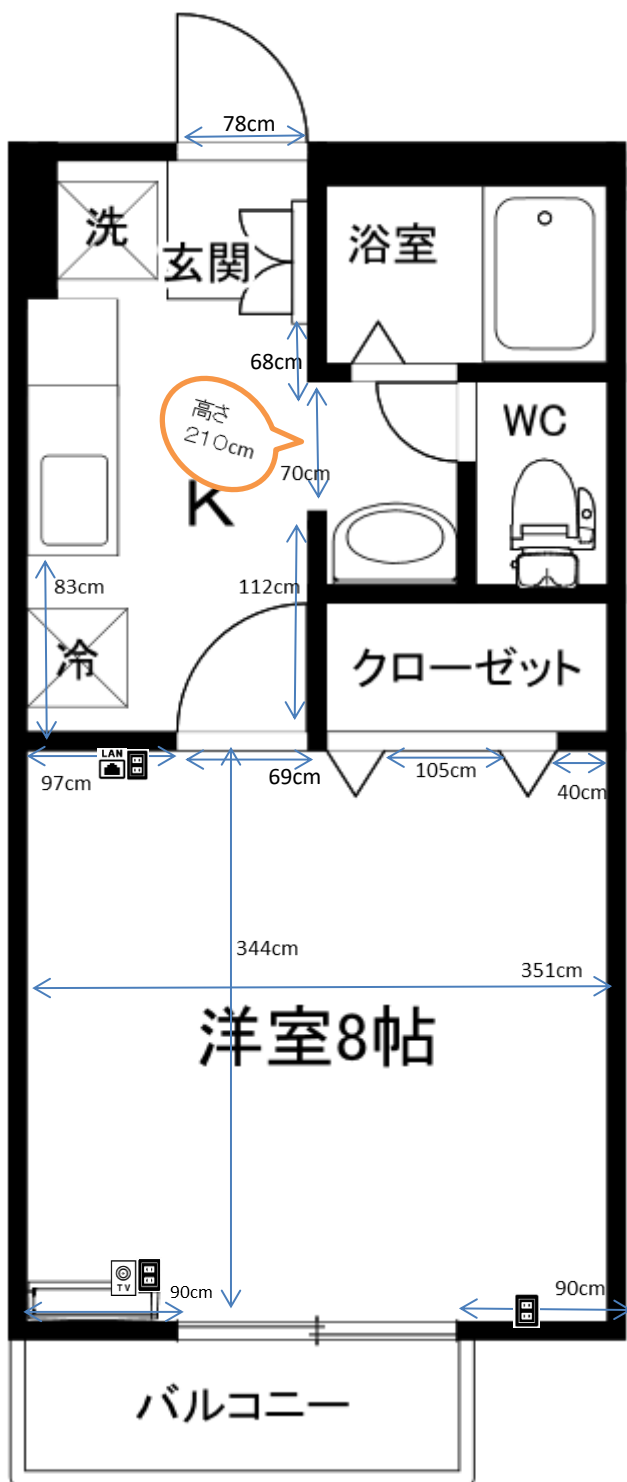 78cm
洗
玄関
浴室
68cm
高さ
210cm
WC
70cm
K
83cm
112cm
冷
クローゼット
LAN
97cm
69cm
105cm
40cm
344cm
351cm
洋室8帖
TV
90cm
90cm
バルコニー